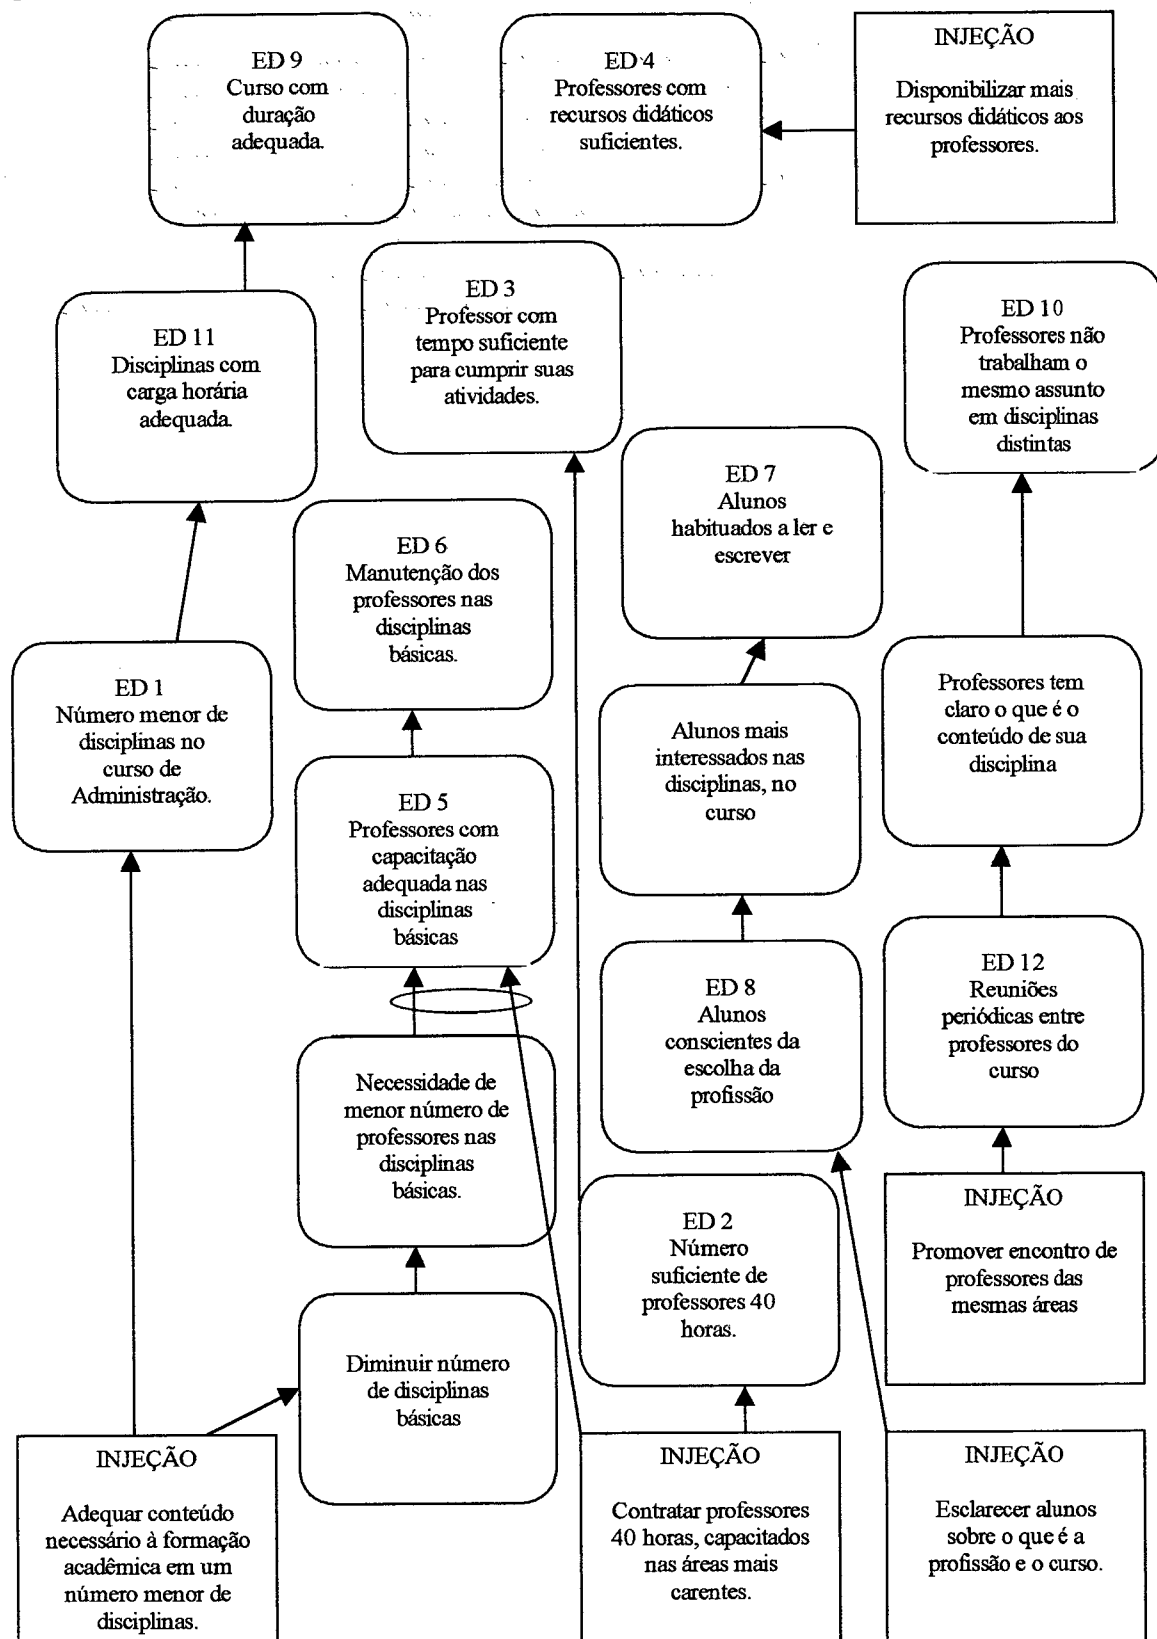 ED 9
Curso com
duração
adequada.
ED 4
Professores com
recursos didáticos
suficientes.
INJEÇÃO
Disponibilizar mais
recursos didáticos aos
professores.
ED 11
Disciplinas com
carga horária
adequada.
ED 3
Professor com
tempo suficiente
para cumprir suas
atividades.
ED 10
Professores não
trabalham o
mesmo assunto
em disciplinas
distintas
ED 7
Alunos
habituados a ler e
escrever
ED 6
Manutenção dos
professores nas
disciplinas
básicas.
ED 1
Número menor de
disciplinas no
curso de
Administração.
Alunos mais
interessados nas
disciplinas, no
curso
Professores tem
claro o que é o
conteúdo de sua
disciplina
ED 5
Professores com
capacitação
adequada nas
disciplinas
básicas
ED 8
Alunos
conscientes da
escolha da
profissão
ED 12
Reuniões
periódicas entre
professores do
curso
Necessidade de
menor número de
professores nas
disciplinas
básicas.
ED 2
Número
suficiente de
professores 40
horas.
INJEÇÃO
Promover encontro de
professores das
mesmas áreas
Diminuir número
de disciplinas
básicas
INJEÇÃO
Adequar conteúdo
necessário à formação
acadêmica em um
número menor de
disciplinas.
INJEÇÃO
Contratar professores
40 horas, capacitados
nas áreas mais
carentes.
INJEÇÃO
Esclarecer alunos
sobre o que é a
profissão e o curso.